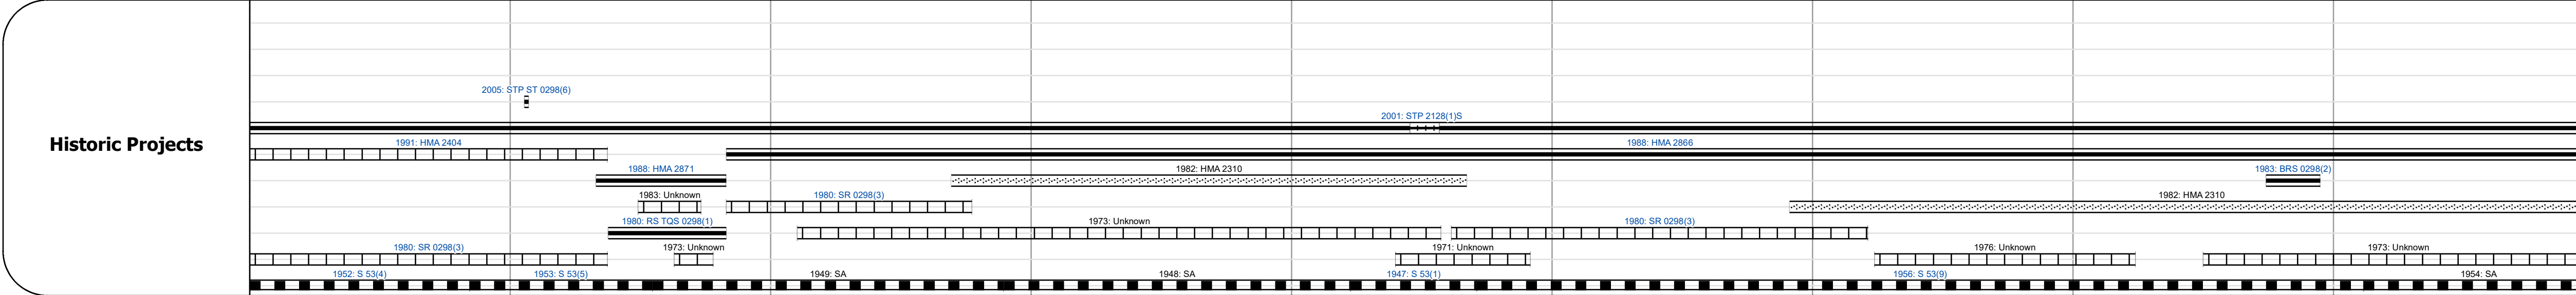 Historic Projects
2005: STP ST 0298(6)
2001: STP 2128(1)S
1991: HMA 2404
1988: HMA 2866
1988: HMA 2871
1982: HMA 2310
1983: BRS 0298(2)
1983: Unknown
1980: SR 0298(3)
1982: HMA 2310
1980: RS TQS 0298(1)
1973: Unknown
1980: SR 0298(3)
1980: SR 0298(3)
1973: Unknown
1971: Unknown
1976: Unknown
1973: Unknown
1952: S 53(4)
1953: S 53(5)
1949: SA
1948: SA
1947: S 53(1)
1956: S 53(9)
1954: SA